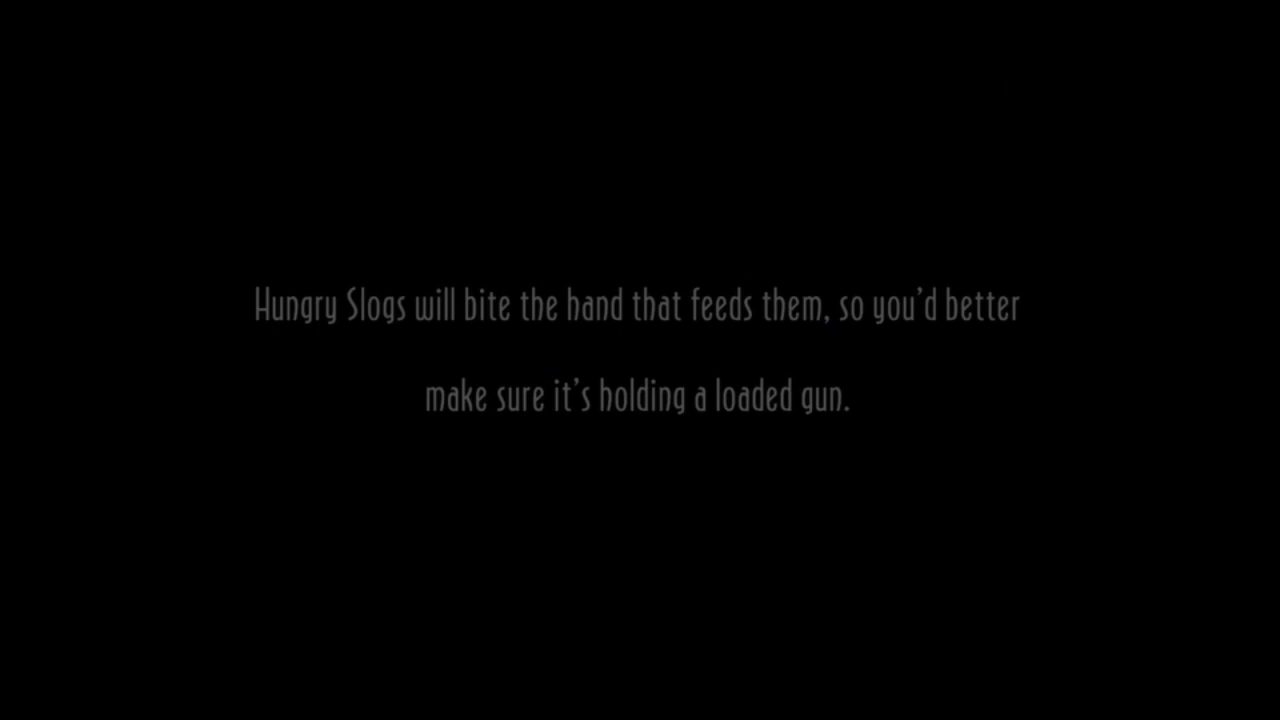 Hungry Slogs will bite the hand that feeds them, so you’d better
make sure it’s holding a loaded gun.